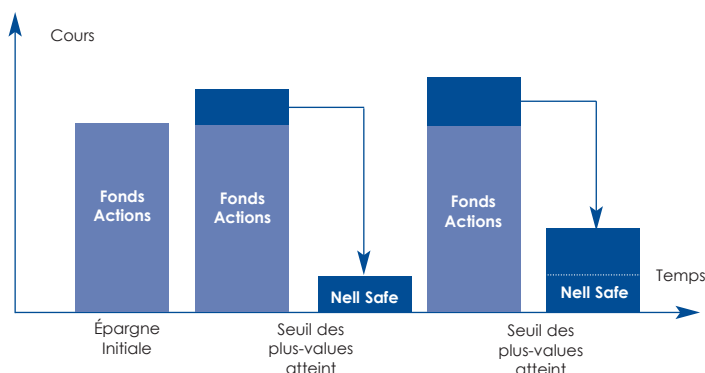 Cours
Fonds
Actions
Fonds
Actions
Nell Safe
Fonds
Actions
Nell Safe
Temps
Épargne
Initiale
Seuil des
plus-values
atteint
Seuil des
plus-values
atteint